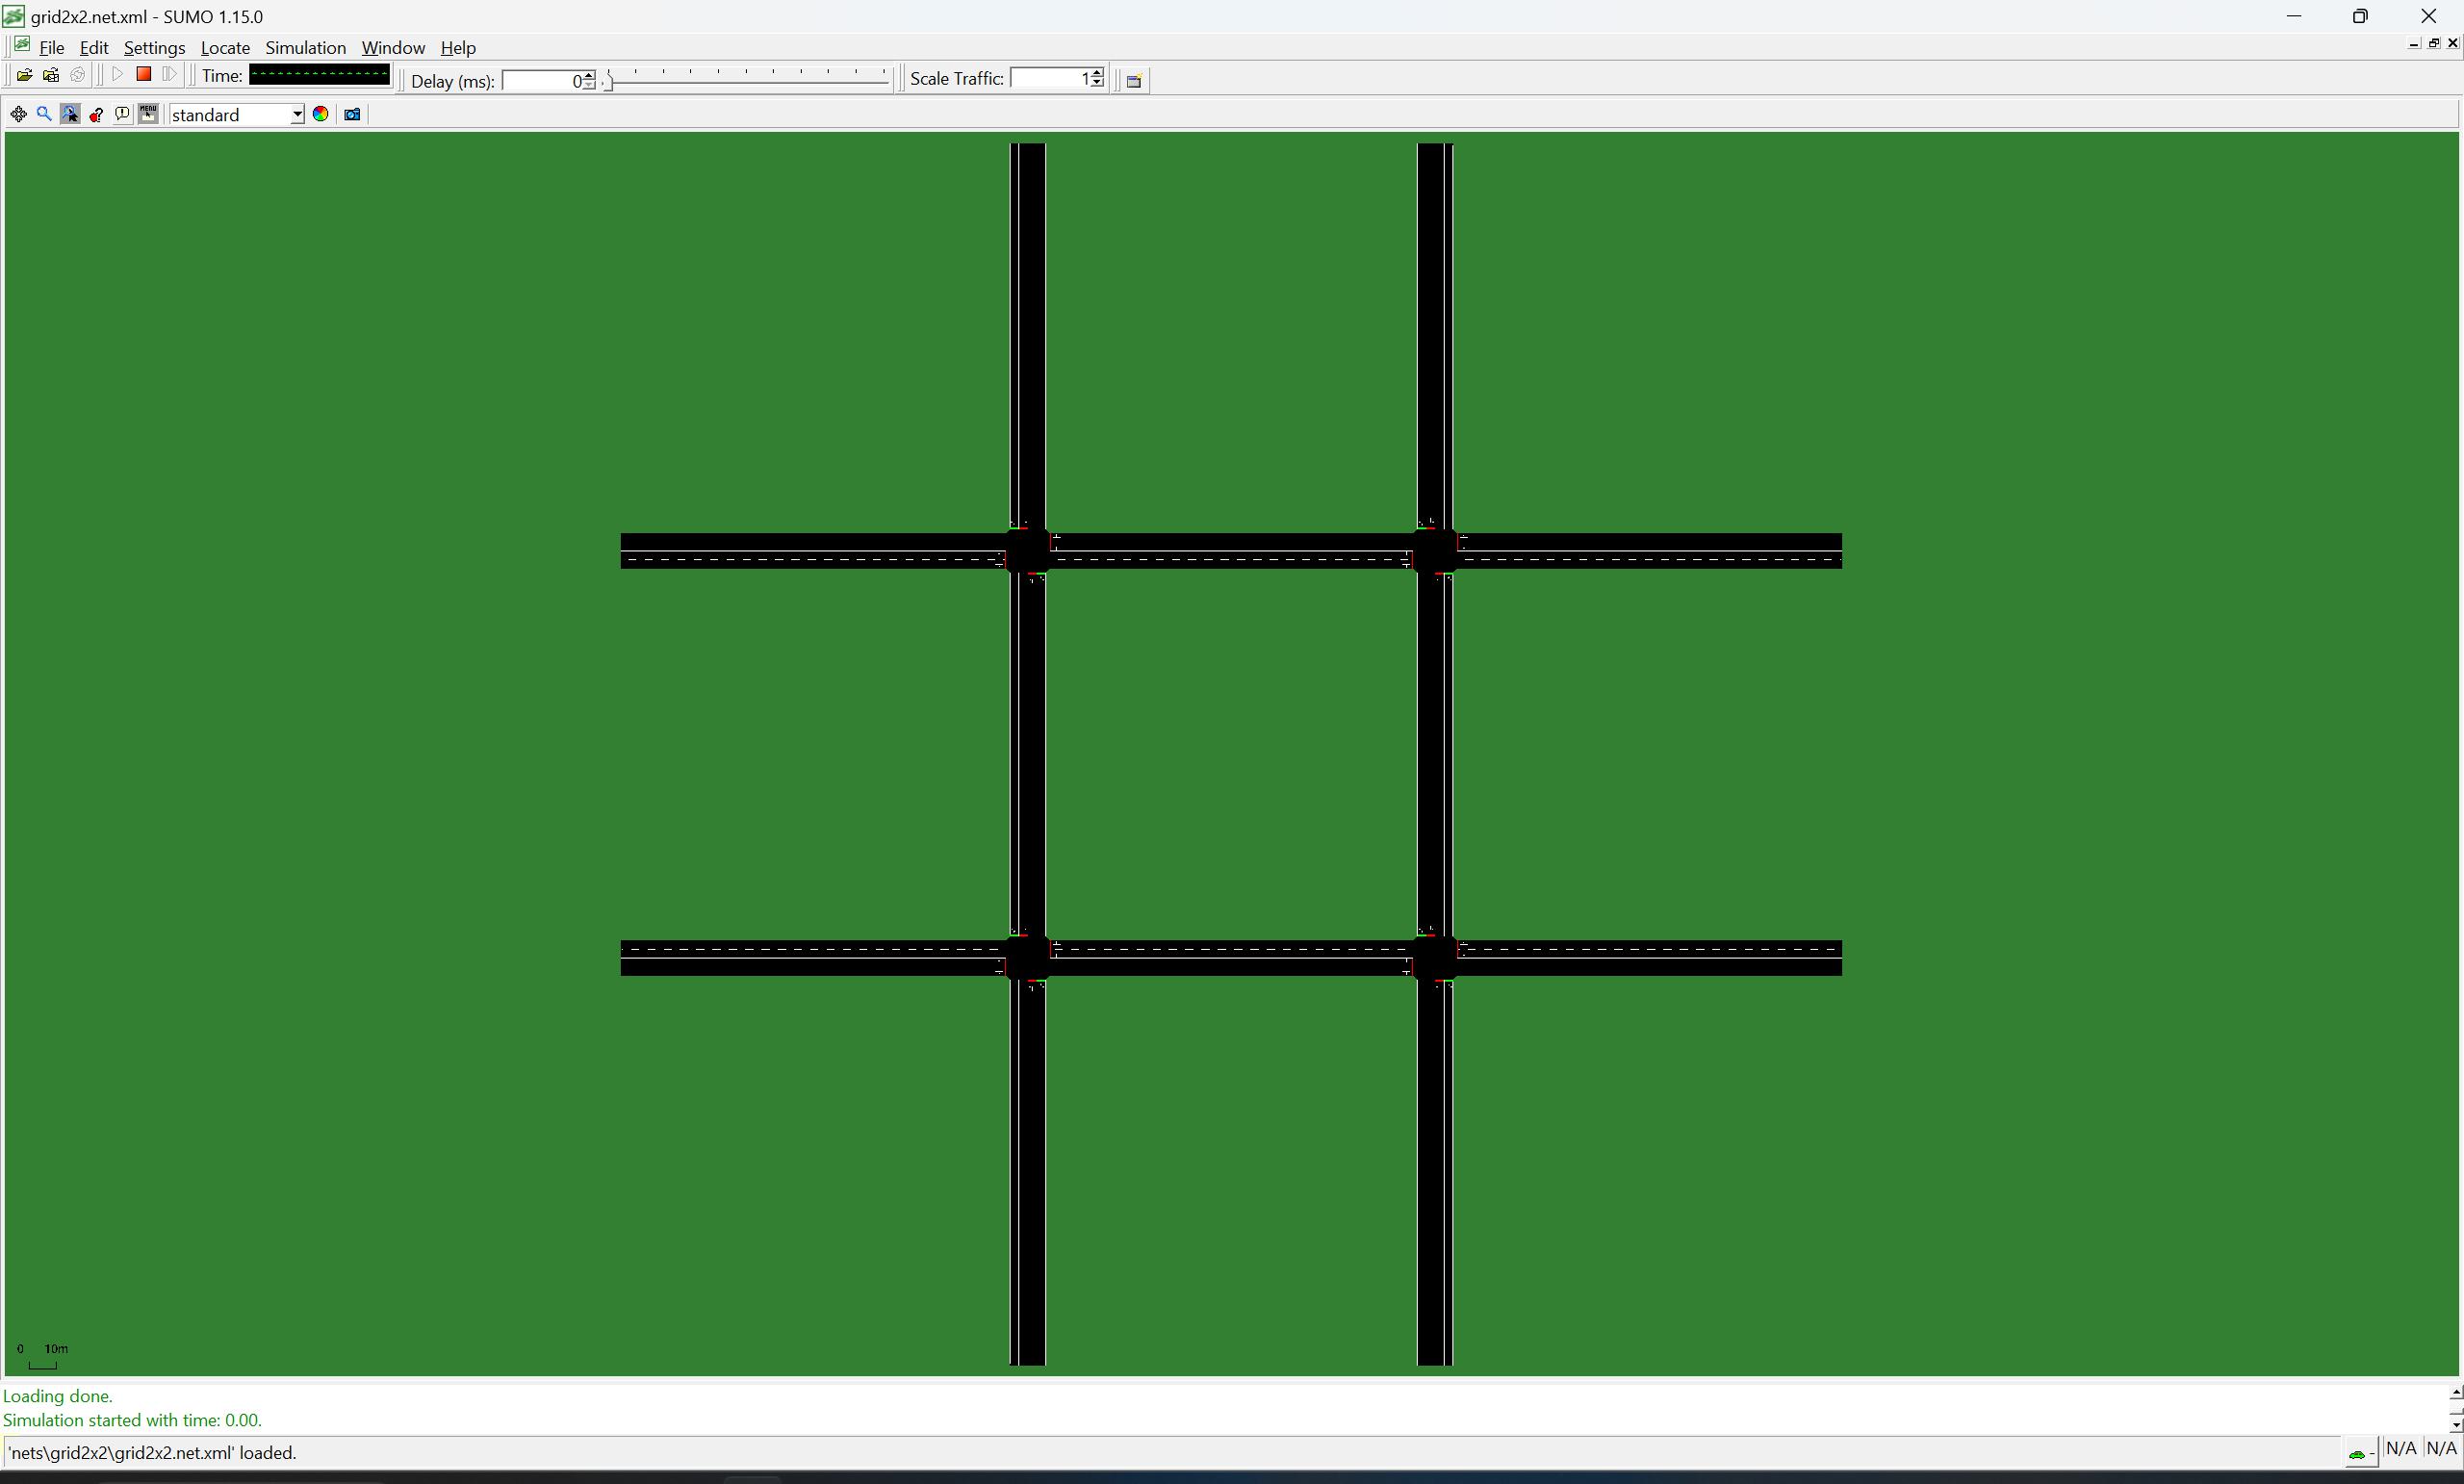 grid2x2.net.xml - SUMO 1.15.0
File Edit Settings Locate Simulation Window Help
Time: Delay (ms): 0 Scale Traffic: 1
MENU standard
0 10m
Loading done.
Simulation started with time: 0.00.
'nets\grid2x2\grid2x2.net.xml' loaded.
- N/A N/A